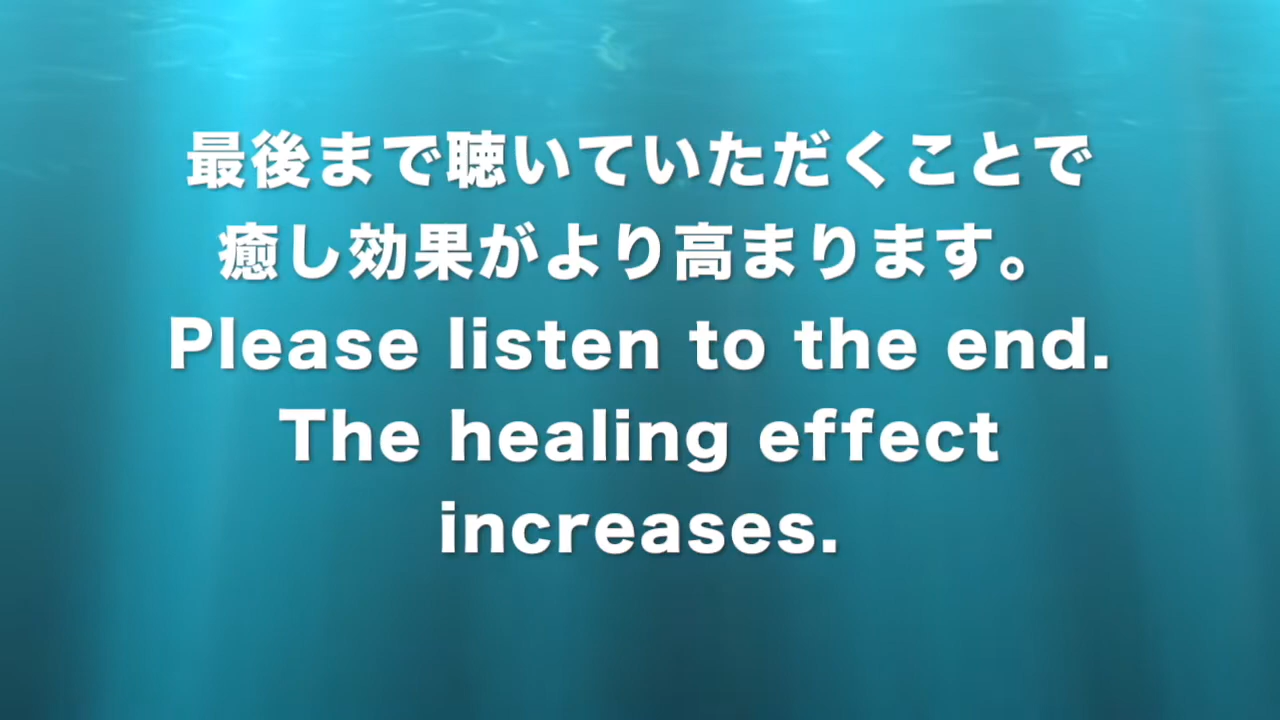 最後まで聴いていただくことで
癒し効果がより高まります。
Please listen to the end.
The healing effect
increases.